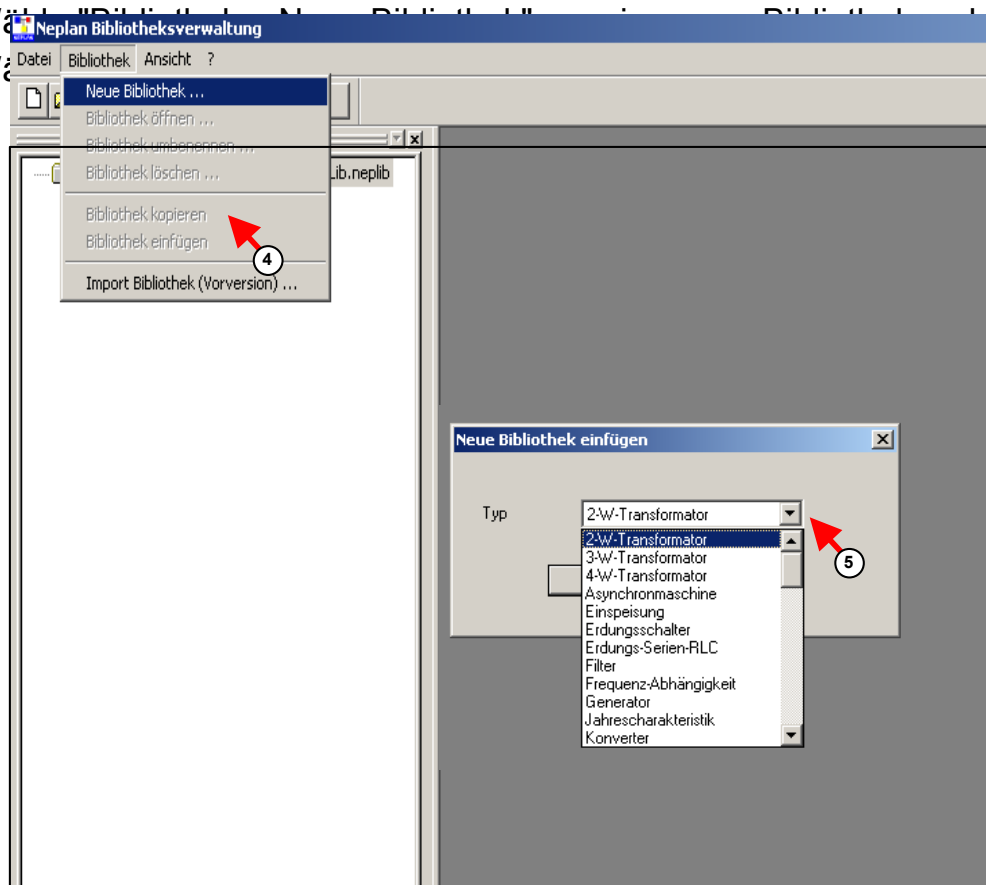 Neplan Bibliotheksverwaltung
Datei Bibliothek Ansicht ?
Neue Bibliothek ...
Bibliothek öffnen ...
Bibliothek umbenennen ...
Bibliothek löschen ...
Lib.neplib
Bibliothek kopieren
Bibliothek einfügen
4
Import Bibliothek (Vorversion) ...
Neue Bibliothek einfügen
Typ 2-W-Transformator
2-W-Transformator
3-W-Transformator
4-W-Transformator
5
Asynchronmaschine
Einspeisung
Erdungsschalter
Erdungs-Serien-RLC
Filter
Frequenz-Abhängigkeit
Generator
Jahrescharakteristik
Konverter